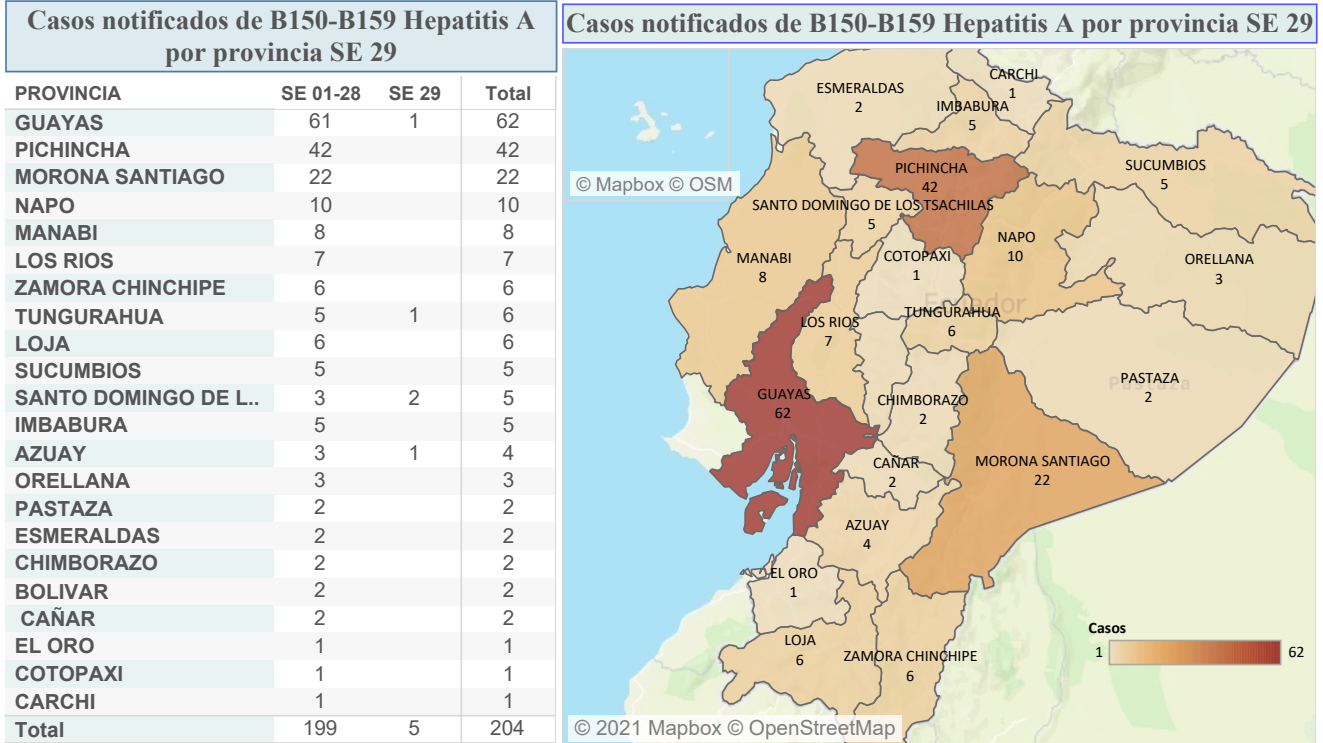 Casos notificados de B150-B159 Hepatitis A
por provincia SE 29
PROVINCIA SE 01-28 SE 29 Total
GUAYAS 61 1 62
PICHINCHA 42 42
MORONA SANTIAGO 22 22
NAPO 10 10
MANABI 8 8
LOS RIOS 7 7
ZAMORA CHINCHIPE 6 6
TUNGURAHUA 5 1 6
LOJA 6 6
SUCUMBIOS 5 5
SANTO DOMINGO DE L.. 3 2 5
IMBABURA 5 5
AZUAY 3 1 4
ORELLANA 3 3
PASTAZA 2 2
ESMERALDAS 2 2
CHIMBORAZO 2 2
BOLIVAR 2 2
CAÑAR 2 2
EL ORO 1 1
COTOPAXI 1 1
CARCHI 1 1
Total 199 5 204
Casos notificados de B150-B159 Hepatitis A por provincia SE 29
CARCHI
1
ESMERALDAS
2
IMBABURA
5
PICHINCHA
42
SUCUMBIOS
5
© Mapbox © OSM
SANTO DOMINGO DE LOS TSACHILAS
5
NAPO
10
COTOPAXI
1
MANABI
8
ORELLANA
3
Ecuador
TUNGURAHUA
6
LOS RIOS
7
PASTAZA
Pastaza
2
GUAYAS
62
CHIMBORAZO
2
CAÑAR
2
MORONA SANTIAGO
22
AZUAY
4
EL ORO
1
LOJA
6
ZAMORA CHINCHIPE
6
Casos
1 62
© 2021 Mapbox © OpenStreetMap